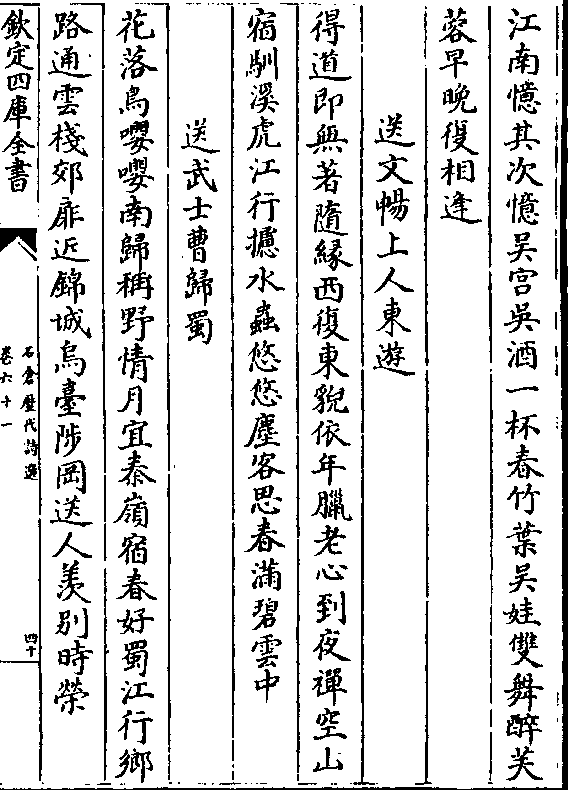 江南憶其次憶吳宫吳酒一杯春竹葉吳娃雙舞醉芙
蓉早晚復相逢
送文暢上人東遊
得道即無著隨緣西復東貌依年臘老心到夜禪空山
宿馴溪虎江行攄水蟲悠悠塵客思春滿碧雲中
送武士曹歸蜀
花落鳥嚶嚶南歸稱野情月宜秦嶺宿春好蜀江行鄉
路通雲棧郊扉近錦城烏臺陟岡送人羨别時榮
欽定四庫全書
石倉歷代詩選
卷六十一
四十